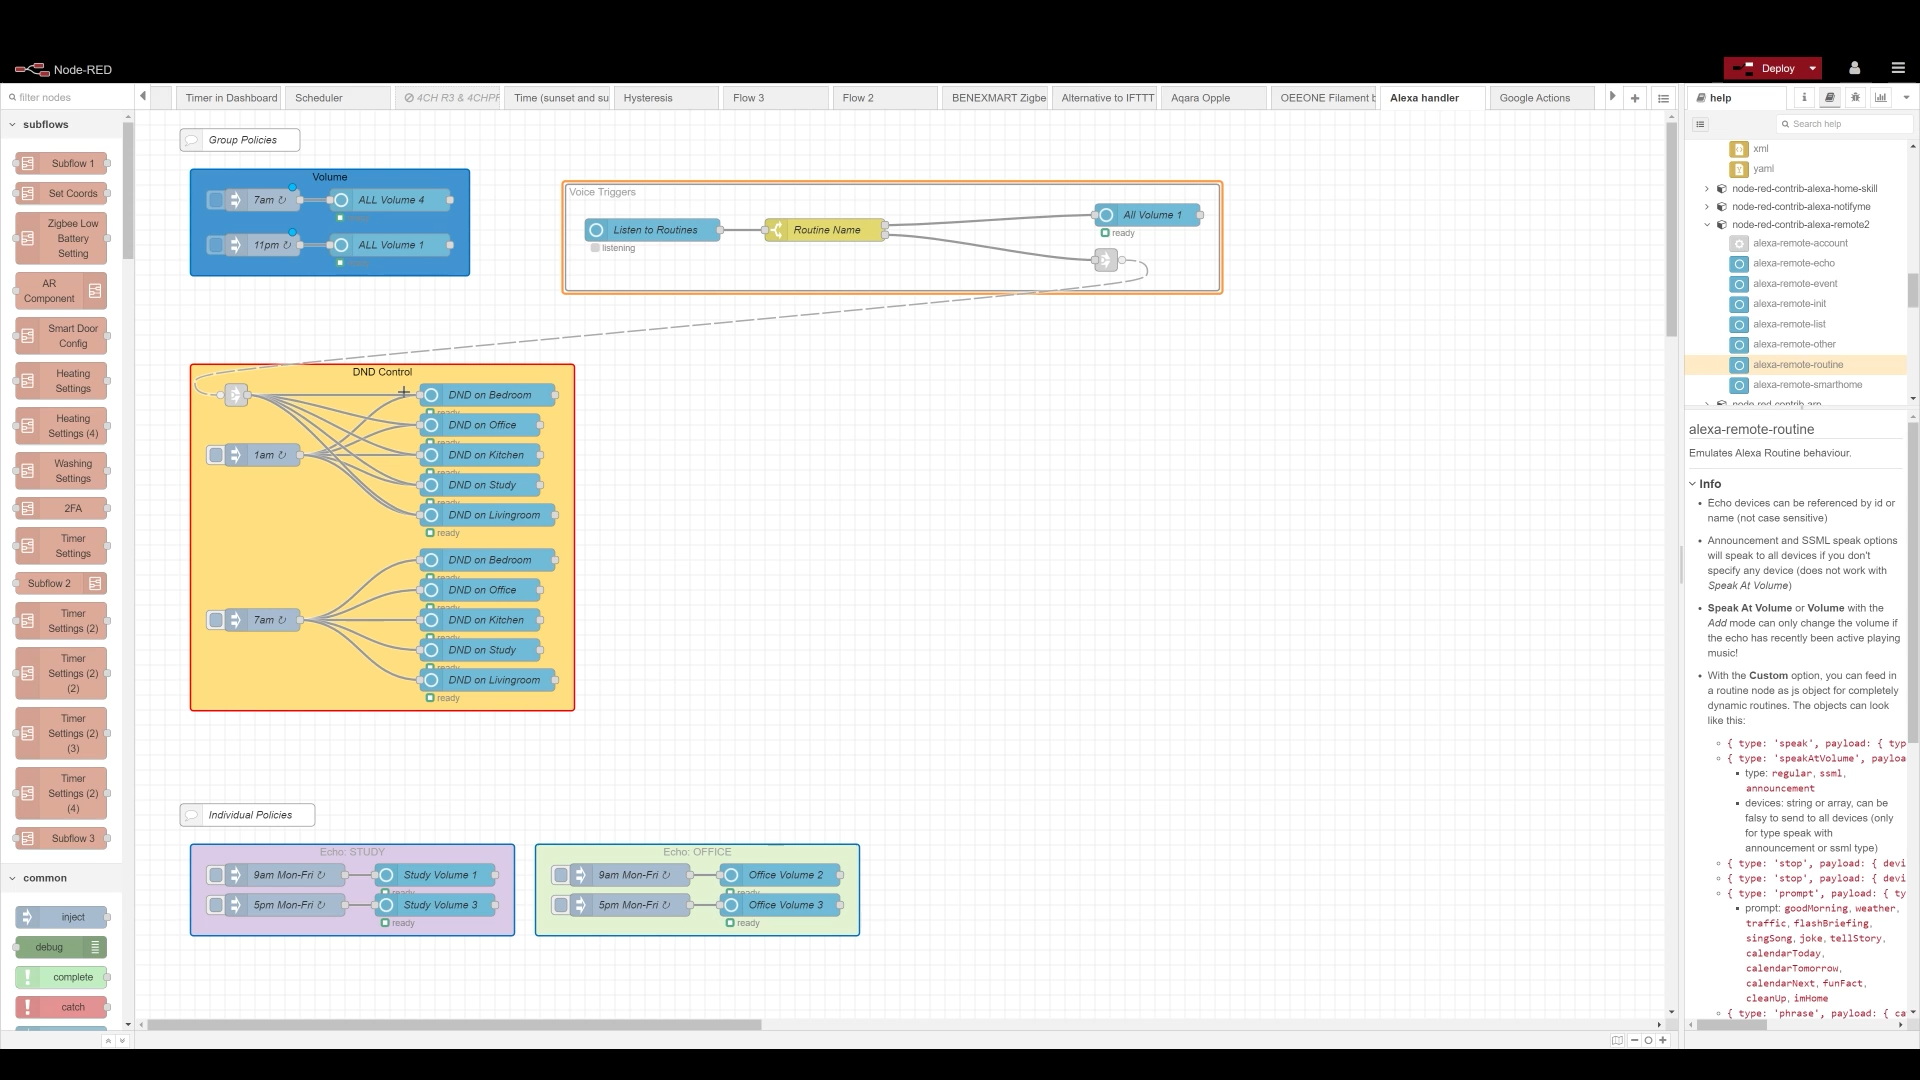 Node-RED
Deploy
filter nodes
Timer in Dashboard
Scheduler
4CH R3 & 4CHPF
Time (sunset and su
Hysteresis
Flow 3
Flow 2
BENEXMART Zigbe
Alternative to IFTTT
Aqara Opple
OEEONE Filament b
Alexa handler
Google Actions
help
i
Search help
subflows
Subflow 1
Set Coords
Zigbee Low
Battery
Setting
AR
Component
Smart Door
Config
Heating
Settings
Heating
Settings (4)
Washing
Settings
2FA
Timer
Settings
Subflow 2
Timer
Settings (2)
Timer
Settings (2)
(2)
Timer
Settings (2)
(3)
Timer
Settings (2)
(4)
Subflow 3
common
inject
debug
complete
catch
Group Policies
Volume
7am ↻
ALL Volume 4
11pm ↻
ALL Volume 1
Voice Triggers
Listen to Routines
listening
Routine Name
All Volume 1
ready
DND Control
DND on Bedroom
ready
DND on Office
ready
1am ↻
DND on Kitchen
ready
DND on Study
ready
DND on Livingroom
ready
DND on Bedroom
ready
DND on Office
ready
7am ↻
DND on Kitchen
ready
DND on Study
ready
DND on Livingroom
ready
Individual Policies
Echo: STUDY
9am Mon-Fri ↻
Study Volume 1
ready
5pm Mon-Fri ↻
Study Volume 3
ready
Echo: OFFICE
9am Mon-Fri ↻
Office Volume 2
ready
5pm Mon-Fri ↻
Office Volume 3
ready
xml
yaml
node-red-contrib-alexa-home-skill
node-red-contrib-alexa-notifyme
node-red-contrib-alexa-remote2
alexa-remote-account
alexa-remote-echo
alexa-remote-event
alexa-remote-init
alexa-remote-list
alexa-remote-other
alexa-remote-routine
alexa-remote-smarthome
node-red-contrib-arp
alexa-remote-routine
Emulates Alexa Routine behaviour.
Info
• Echo devices can be referenced by id or
name (not case sensitive)
• Announcement and SSML speak options
will speak to all devices if you don't
specify any device (does not work with
Speak At Volume)
• Speak At Volume or Volume with the
Add mode can only change the volume if
the echo has recently been active playing
music!
• With the Custom option, you can feed in
a routine node as js object for completely
dynamic routines. The objects can look
like this:
{ type: 'speak', payload: { typ
{ type: 'speakAtVolume', payloa
type: regular, ssml,
announcement
devices: string or array, can be
falsy to send to all devices (only
for type speak with
announcement or ssml type)
{ type: 'stop', payload: { devi
{ type: 'stop', payload: { devi
{ type: 'prompt', payload: { ty
prompt: goodMorning, weather,
traffic, flashBriefing,
singSong, joke, tellStory,
calendarToday,
calendarTomorrow,
calendarNext, funFact,
cleanUp, imHome
{ type: 'phrase', payload: { ca